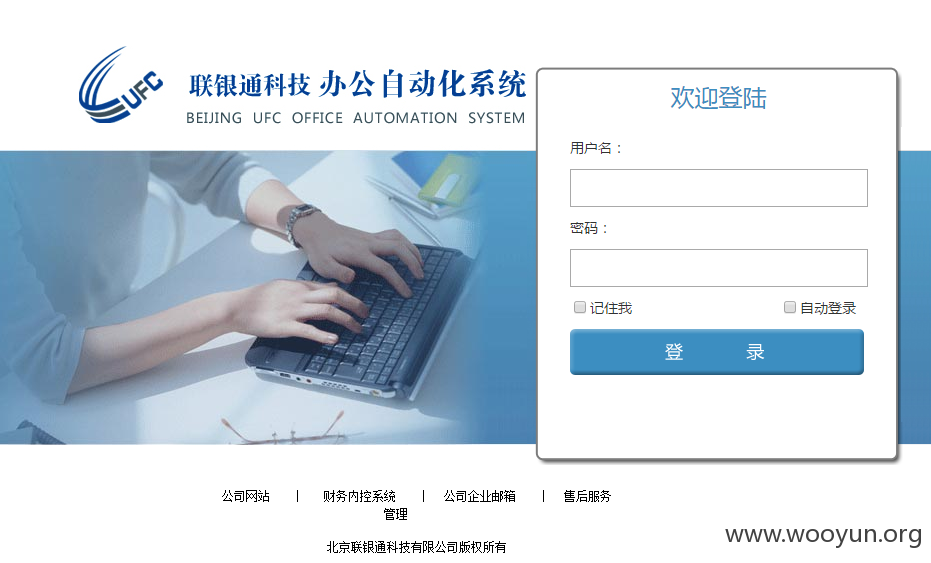 UFC
联银通科技 办公自动化系统
BEIJING UFC OFFICE AUTOMATION SYSTEM
欢迎登陆
用户名：
密码：
记住我 自动登录
登 录
公司网站 | 财务内控系统 | 公司企业邮箱 | 售后服务
管理
北京联银通科技有限公司版权所有
www.wooyun.org